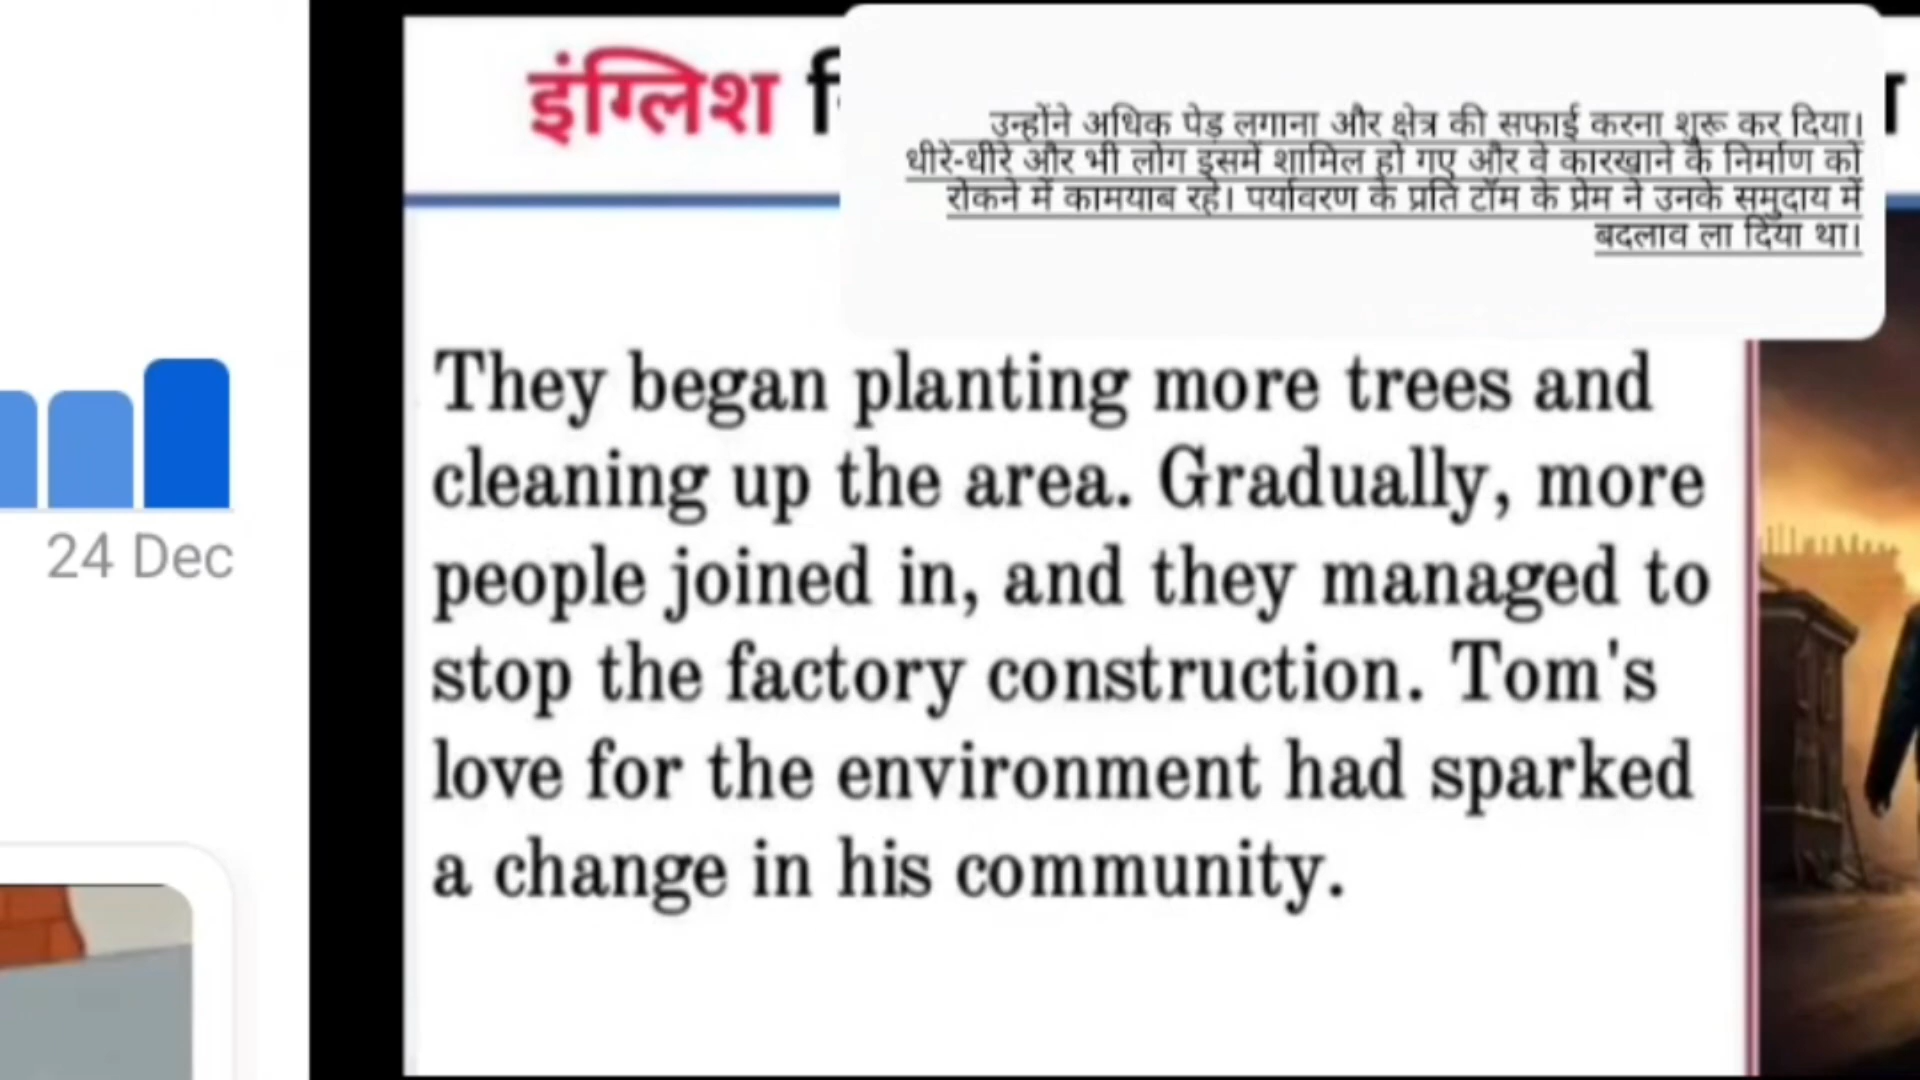 इंग्लिश
उन्होंने अधिक पेड़ लगाना और क्षेत्र की सफाई करना शुरू कर दिया।
धीरे-धीरे और भी लोग इसमें शामिल हो गए और वे कारखाने के निर्माण को
रोकने में कामयाब रहे। पर्यावरण के प्रति टॉम के प्रेम ने उनके समुदाय में
बदलाव ला दिया था।
They began planting more trees and
cleaning up the area. Gradually, more
people joined in, and they managed to
stop the factory construction. Tom's
love for the environment had sparked
a change in his community.
24 Dec